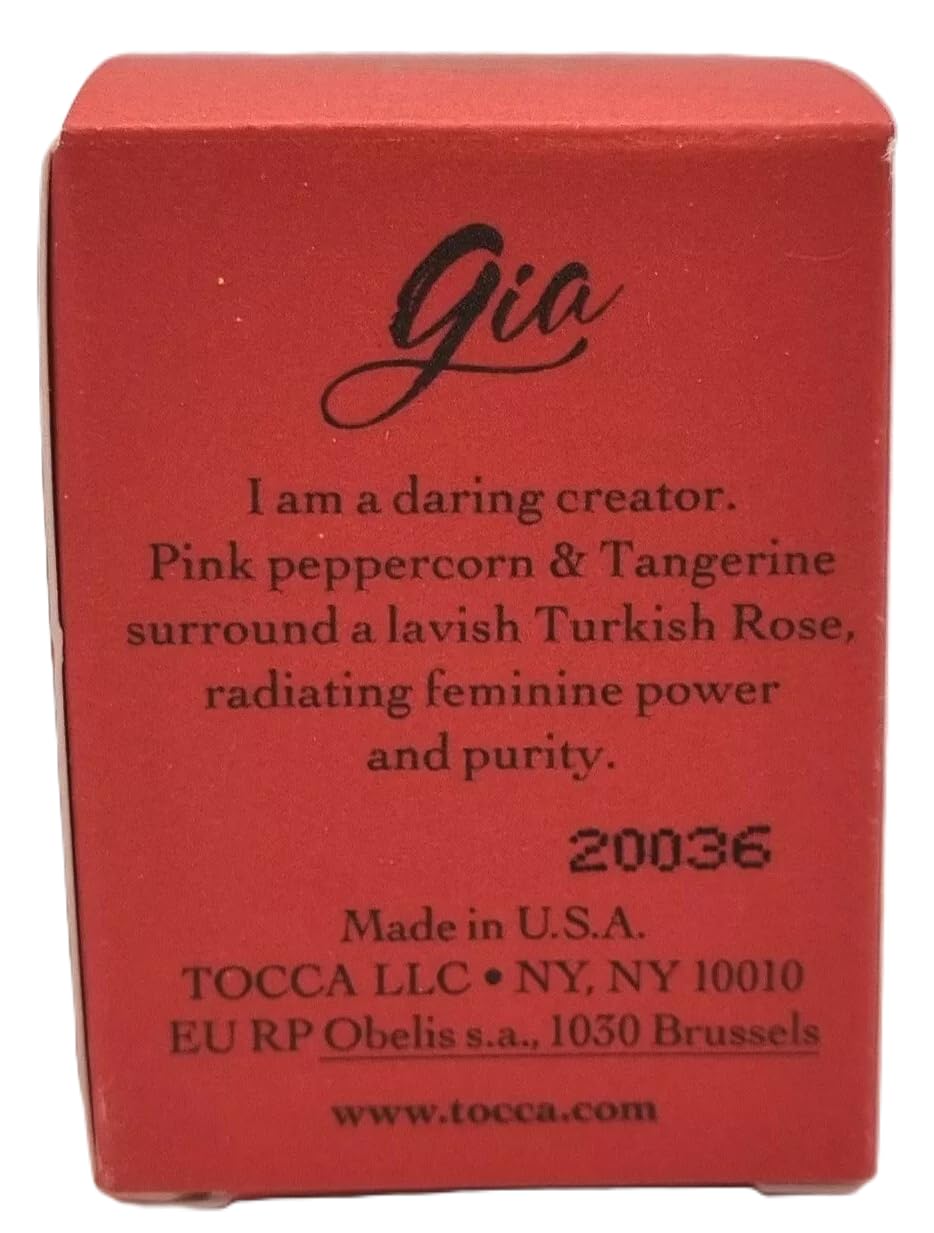 gia
I am a daring creator.
Pink peppercorn & Tangerine
surround a lavish Turkish Rose,
radiating feminine power
and purity.
20036
Made in U.S.A.
TOCCA LLC • NY, NY 10010
EU RP Obelis s.a., 1030 Brussels
www.tocca.com